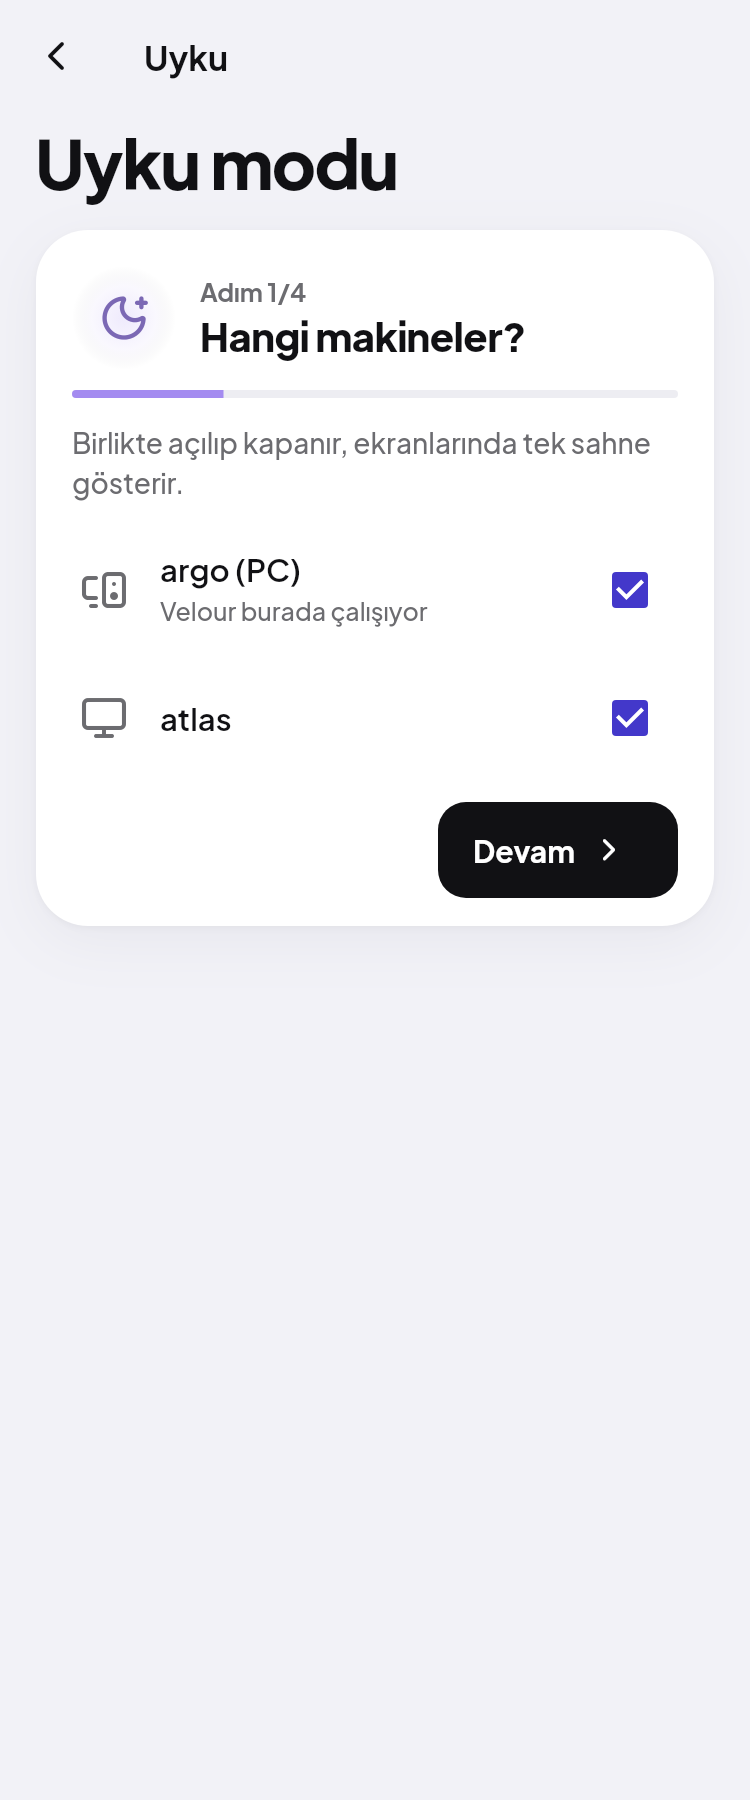 Uyku
Uyku modu
Adım 1/4
Hangi makineler?
Birlikte açılıp kapanır, ekranlarında tek sahne
gösterir.
argo (PC)
Velour burada çalışıyor
atlas
Devam